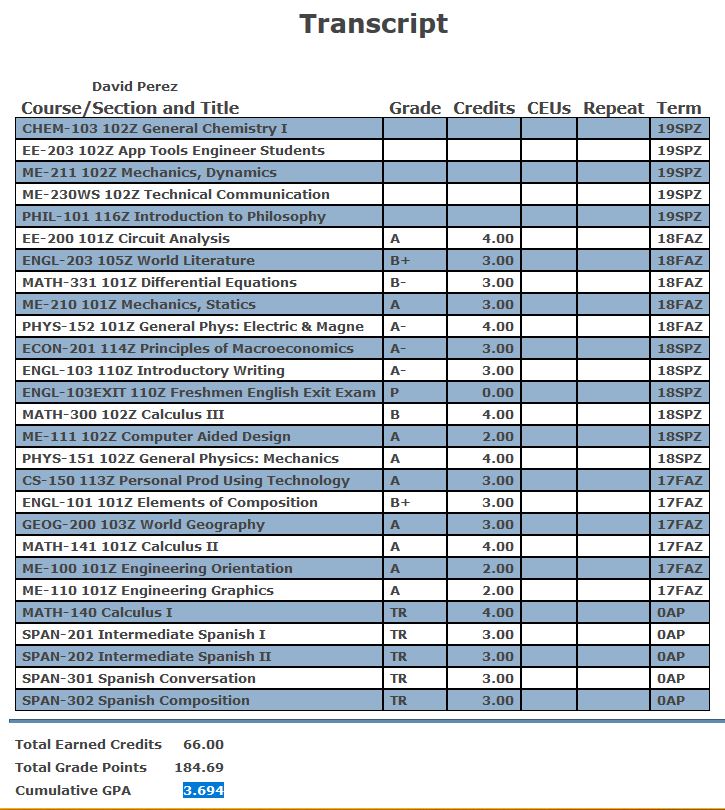 Transcript
David Perez
Course/Section and Title Grade Credits CEUs Repeat Term
CHEM-103 102Z General Chemistry I 19SPZ
EE-203 102Z App Tools Engineer Students 19SPZ
ME-211 102Z Mechanics, Dynamics 19SPZ
ME-230WS 102Z Technical Communication 19SPZ
PHIL-101 116Z Introduction to Philosophy 19SPZ
EE-200 101Z Circuit Analysis A 4.00 18FAZ
ENGL-203 105Z World Literature B+ 3.00 18FAZ
MATH-331 101Z Differential Equations B- 3.00 18FAZ
ME-210 101Z Mechanics, Statics A 3.00 18FAZ
PHYS-152 101Z General Phys: Electric & Magne A- 4.00 18FAZ
ECON-201 114Z Principles of Macroeconomics A- 3.00 18SPZ
ENGL-103 110Z Introductory Writing A- 3.00 18SPZ
ENGL-103EXIT 110Z Freshmen English Exit Exam P 0.00 18SPZ
MATH-300 102Z Calculus III B 4.00 18SPZ
ME-111 102Z Computer Aided Design A 2.00 18SPZ
PHYS-151 102Z General Physics: Mechanics A 4.00 18SPZ
CS-150 113Z Personal Prod Using Technology A 3.00 17FAZ
ENGL-101 101Z Elements of Composition B+ 3.00 17FAZ
GEOG-200 103Z World Geography A 3.00 17FAZ
MATH-141 101Z Calculus II A 4.00 17FAZ
ME-100 101Z Engineering Orientation A 2.00 17FAZ
ME-110 101Z Engineering Graphics A 2.00 17FAZ
MATH-140 Calculus I TR 4.00 0AP
SPAN-201 Intermediate Spanish I TR 3.00 0AP
SPAN-202 Intermediate Spanish II TR 3.00 0AP
SPAN-301 Spanish Conversation TR 3.00 0AP
SPAN-302 Spanish Composition TR 3.00 0AP
Total Earned Credits 66.00
Total Grade Points 184.69
Cumulative GPA 3.694